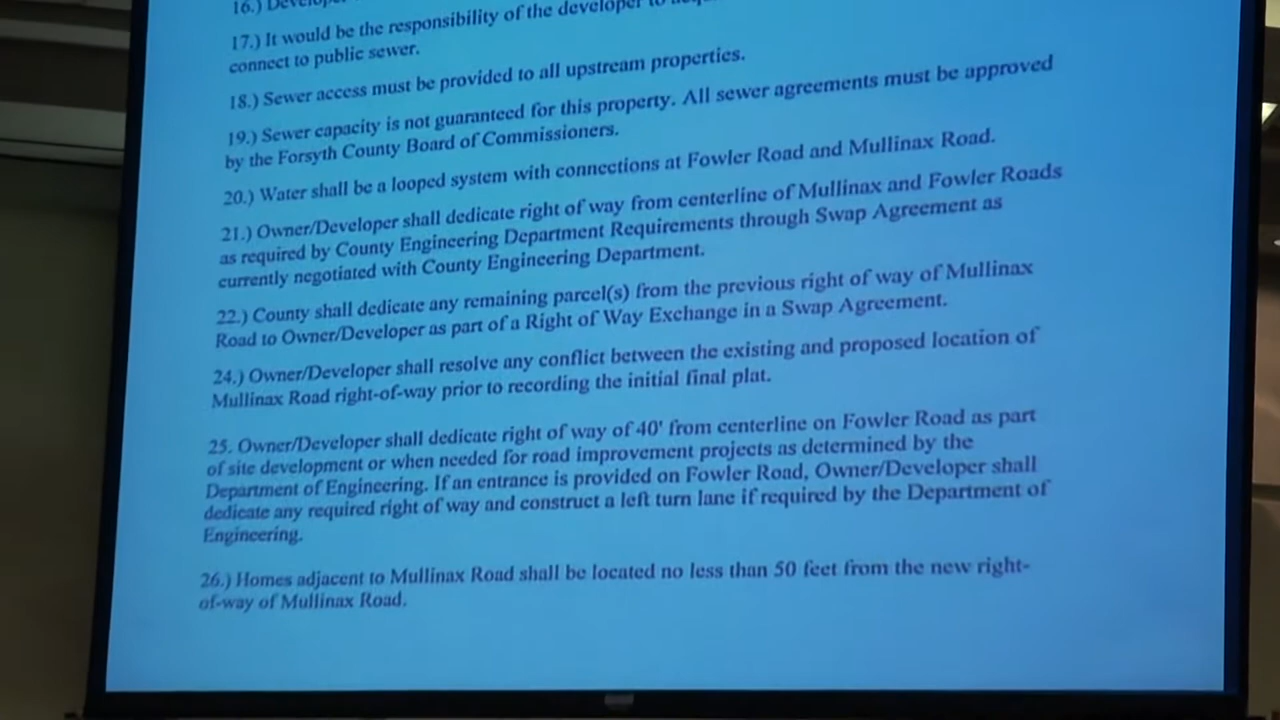 16.) Developer
17.) It would be the responsibility of the developer to
connect to public sewer.
18.) Sewer access must be provided to all upstream properties.
19.) Sewer capacity is not guaranteed for this property. All sewer agreements must be approved
by the Forsyth County Board of Commissioners.
20.) Water shall be a looped system with connections at Fowler Road and Mullinax Road.
21.) Owner/Developer shall dedicate right of way from centerline of Mullinax and Fowler Roads
as required by County Engineering Department Requirements through Swap Agreement as
currently negotiated with County Engineering Department.
22.) County shall dedicate any remaining parcel(s) from the previous right of way of Mullinax
Road to Owner/Developer as part of a Right of Way Exchange in a Swap Agreement.
24.) Owner/Developer shall resolve any conflict between the existing and proposed location of
Mullinax Road right-of-way prior to recording the initial final plat.
25. Owner/Developer shall dedicate right of way of 40' from centerline on Fowler Road as part
of site development or when needed for road improvement projects as determined by the
Department of Engineering. If an entrance is provided on Fowler Road, Owner/Developer shall
dedicate any required right of way and construct a left turn lane if required by the Department of
Engineering.
26.) Homes adjacent to Mullinax Road shall be located no less than 50 feet from the new right-
of-way of Mullinax Road.